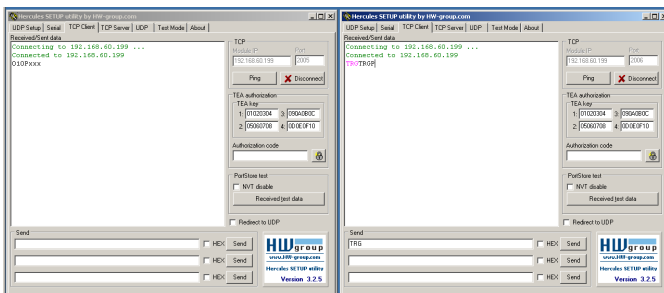 Hercules SETUP utility by HW-group.com
UDP Setup Serial TCP Client TCP Server UDP Test Mode About
Received/Sent data
Connecting to 192.168.60.199 ...
Connected to 192.168.60.199
010Pxxx
TCP
Module IP Port
192.168.60.199 2005
Ping Disconnect
TEA authorization
TEA key
1: 01020304 3: 090A0B0C
2: 05060708 4: 0D0E0F10
Authorization code
PortStore test
NVT disable
Received test data
Redirect to UDP
Send
HEX Send
HEX Send
HEX Send
HWgroup
www.HW-group.com
Hercules SETUP utility
Version 3.2.5
Hercules SETUP utility by HW-group.com
UDP Setup Serial TCP Client TCP Server UDP Test Mode About
Received/Sent data
Connecting to 192.168.60.199 ...
Connected to 192.168.60.199
TRGTRGP
TCP
Module IP Port
192.168.60.199 2006
Ping Disconnect
TEA authorization
TEA key
1: 01020304 3: 090A0B0C
2: 05060708 4: 0D0E0F10
Authorization code
PortStore test
NVT disable
Received test data
Redirect to UDP
Send
TRG HEX Send
HEX Send
HEX Send
HWgroup
www.HW-group.com
Hercules SETUP utility
Version 3.2.5